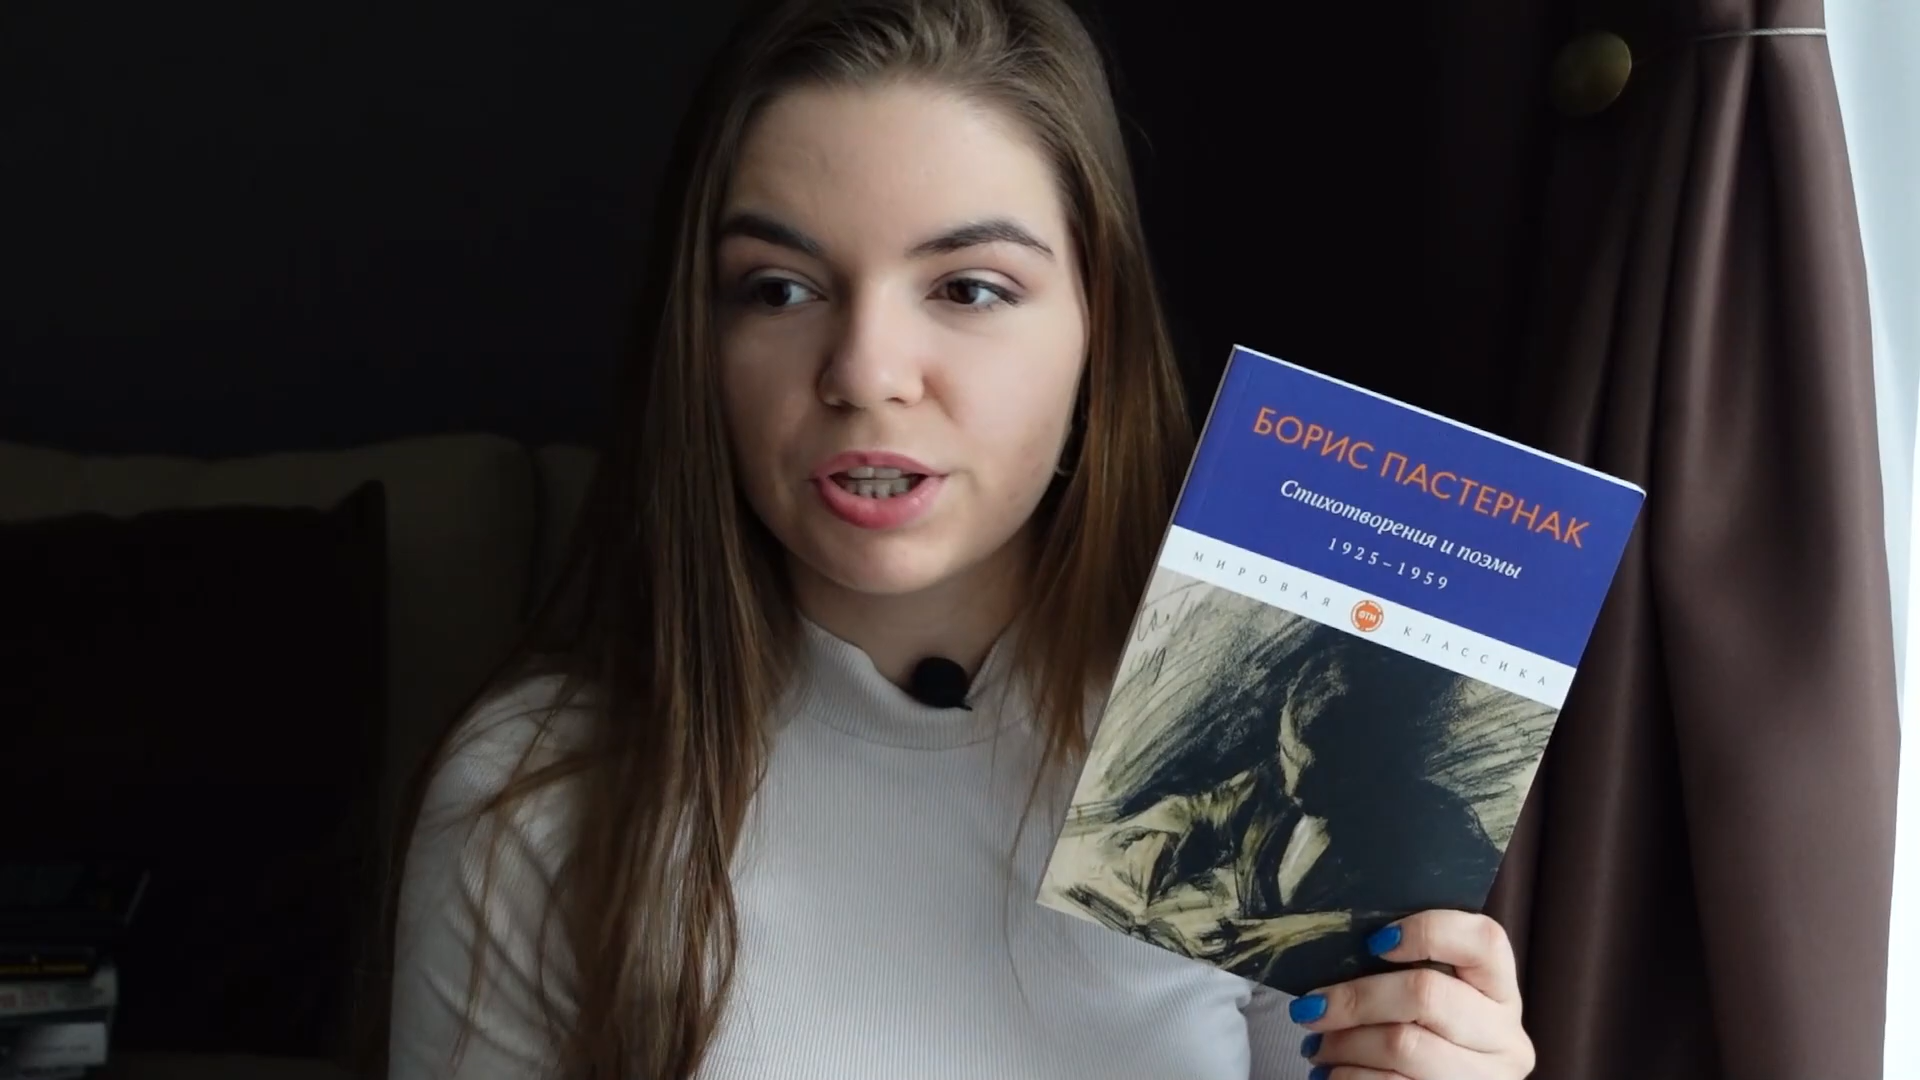 БОРИС ПАСТЕРНАК
Стихотворения и поэмы
1925–1959
МИРОВАЯ КЛАССИКА